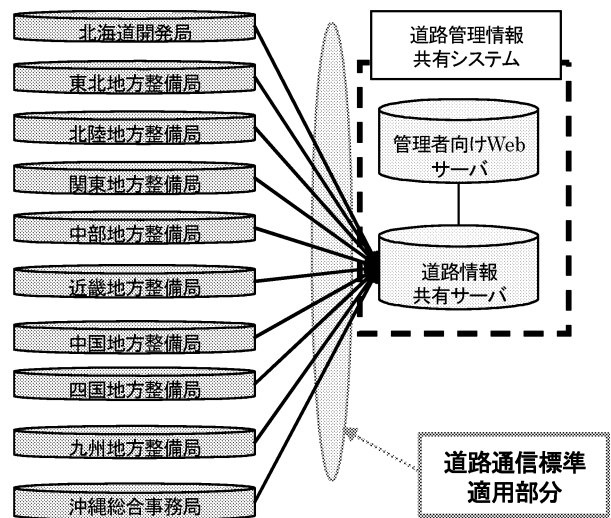 北海道開発局
東北地方整備局
北陸地方整備局
関東地方整備局
中部地方整備局
近畿地方整備局
中国地方整備局
四国地方整備局
九州地方整備局
沖縄総合事務局
道路管理情報
共有システム
管理者向けWeb
サーバ
道路情報
共有サーバ
道路通信標準
適用部分